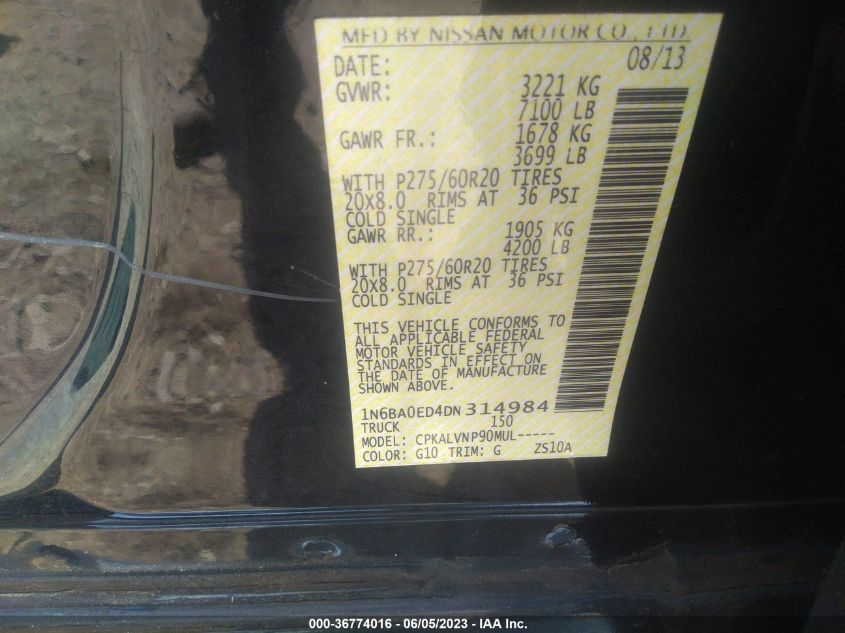 MFD BY NISSAN MOTOR CO., LTD.
DATE: 08/13
GVWR: 3221 KG
7100 LB
GAWR FR.: 1678 KG
3699 LB
WITH P275/60R20 TIRES
20X8.0 RIMS AT 36 PSI
COLD SINGLE
GAWR RR.: 1905 KG
4200 LB
WITH P275/60R20 TIRES
20X8.0 RIMS AT 36 PSI
COLD SINGLE
THIS VEHICLE CONFORMS TO
ALL APPLICABLE FEDERAL
MOTOR VEHICLE SAFETY
STANDARDS IN EFFECT ON
THE DATE OF MANUFACTURE
SHOWN ABOVE.
1N6BA0ED4DN314984
TRUCK 150
MODEL: CPKALVNP90MUL-----
COLOR: G10 TRIM: G ZS10A
000-36774016 - 06/05/2023 - IAA Inc.